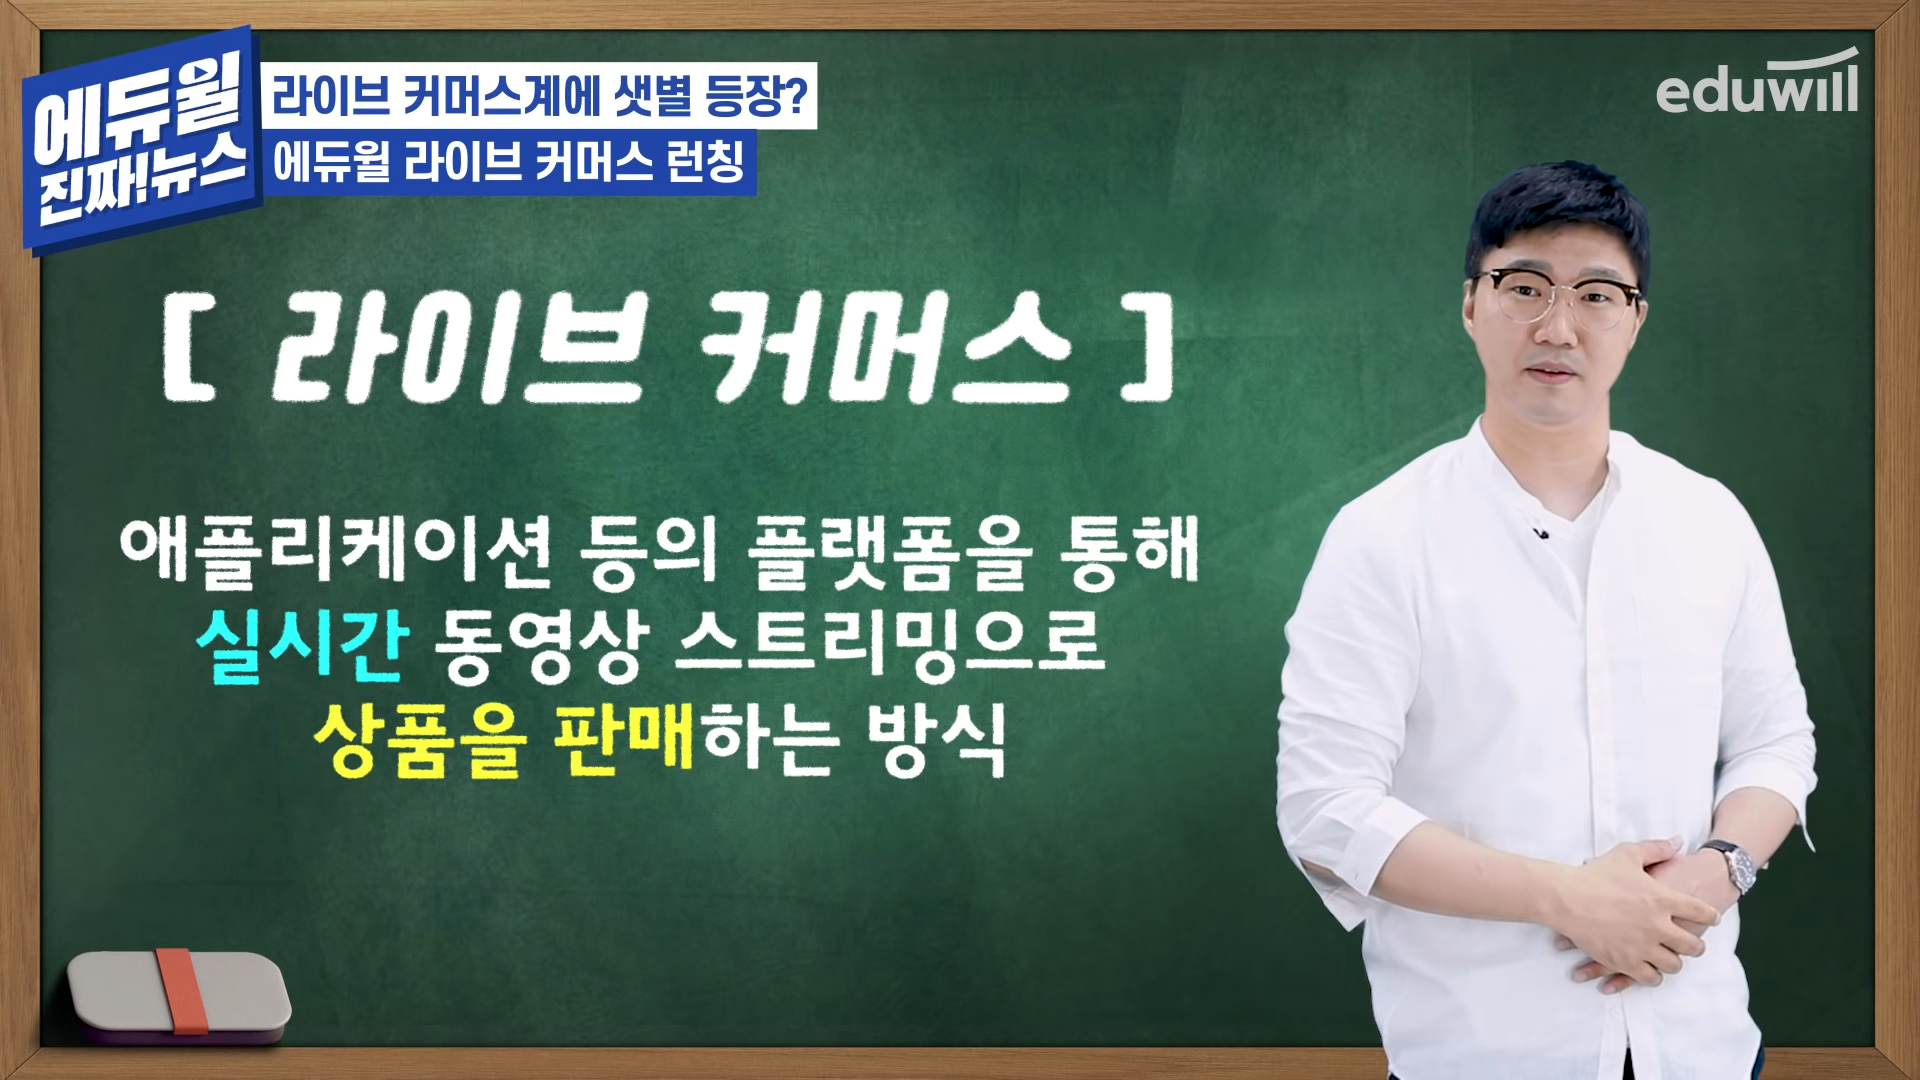 에듀윌
진짜!뉴스
라이브 커머스계에 샛별 등장?
에듀윌 라이브 커머스 런칭
eduwill
[ 라이브 커머스 ]
애플리케이션 등의 플랫폼을 통해
실시간 동영상 스트리밍으로
상품을 판매하는 방식